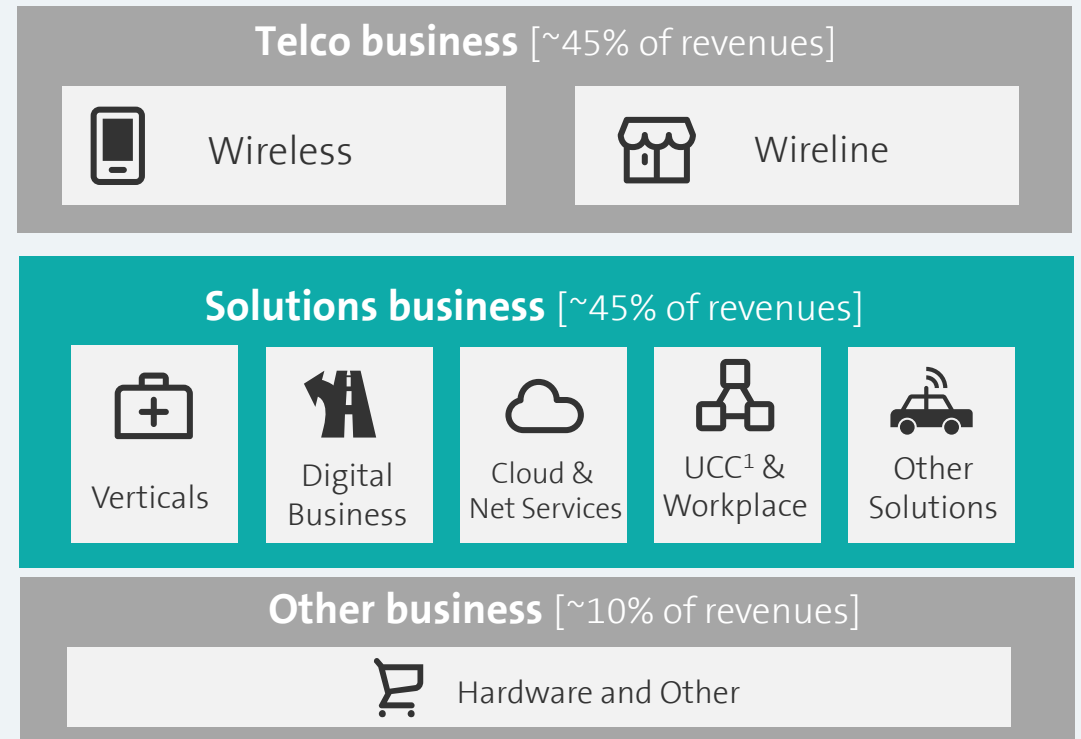 Telco business [~45% of revenues]
Wireless
Wireline
Solutions business [~45% of revenues]
Verticals
Digital
Business
Cloud &
Net Services
UCC¹ &
Workplace
Other
Solutions
Other business [~10% of revenues]
Hardware and Other